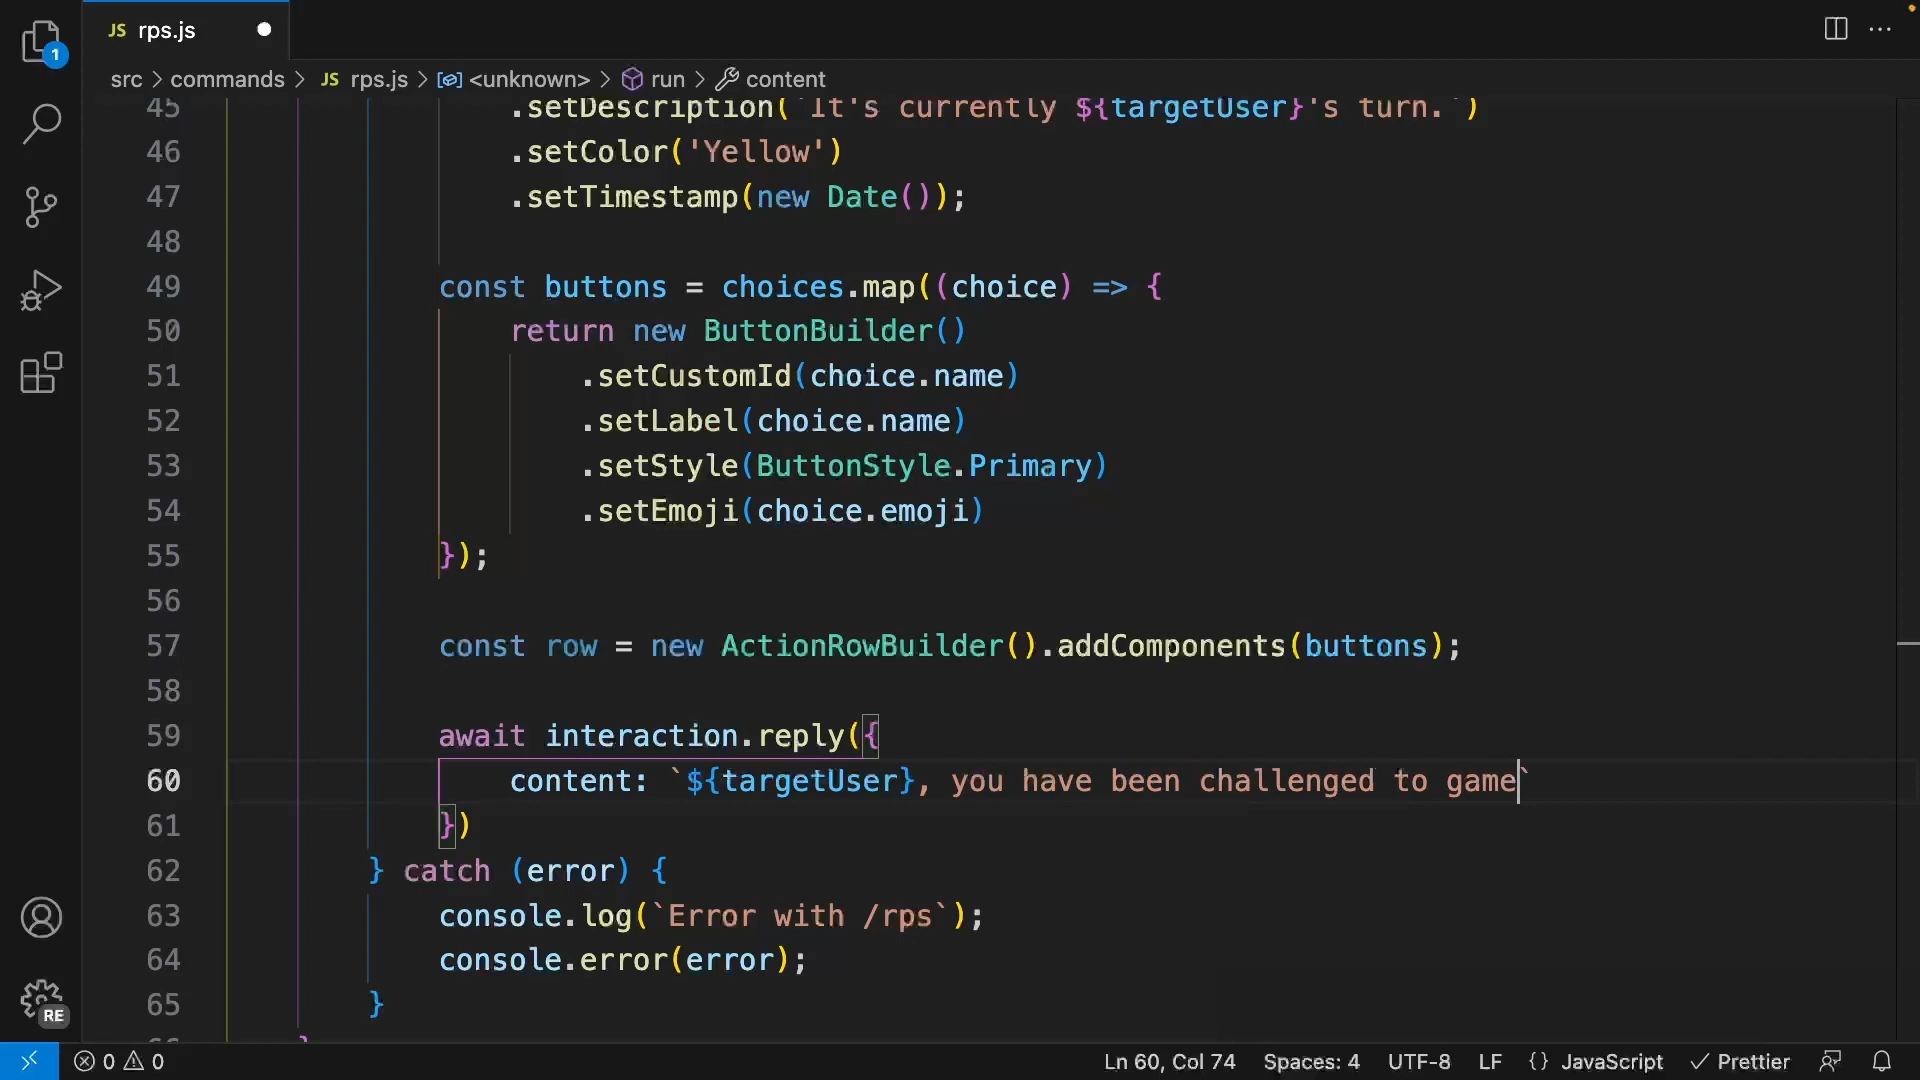 JS rps.js
1
src > commands > JS rps.js > <unknown> > run > content
45 .setDescription(`It's currently ${targetUser}'s turn.`)
46 .setColor('Yellow')
47 .setTimestamp(new Date());
48
49 const buttons = choices.map((choice) => {
50 return new ButtonBuilder()
51 .setCustomId(choice.name)
52 .setLabel(choice.name)
53 .setStyle(ButtonStyle.Primary)
54 .setEmoji(choice.emoji)
55 });
56
57 const row = new ActionRowBuilder().addComponents(buttons);
58
59 await interaction.reply({
60 content: `${targetUser}, you have been challenged to game`
61 })
62 } catch (error) {
63 console.log(`Error with /rps`);
64 console.error(error);
65 }
RE
0 0 Ln 60, Col 74 Spaces: 4 UTF-8 LF {} JavaScript Prettier